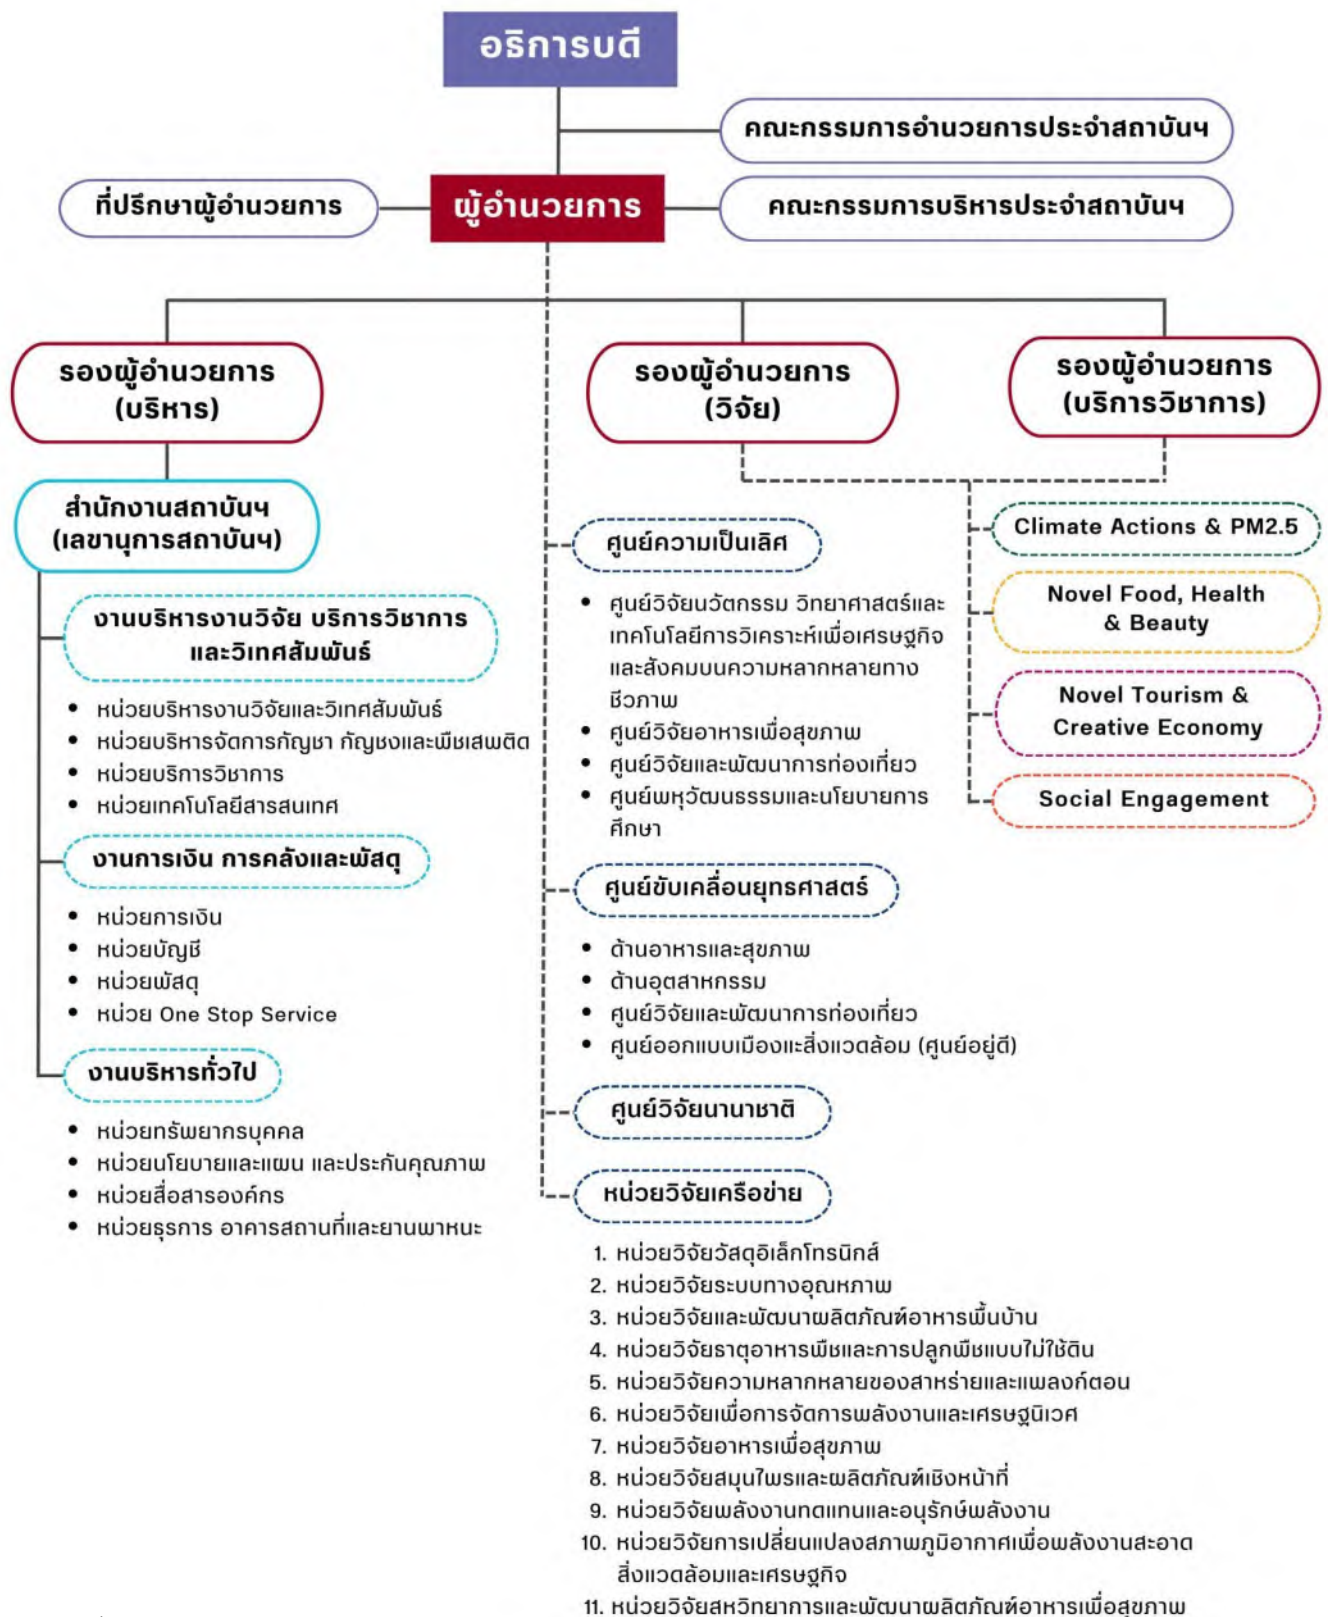 อธิการบดี
คณะกรรมการอำนวยการประจำสถาบันฯ
ที่ปรึกษาผู้อำนวยการ
ผู้อำนวยการ
คณะกรรมการบริหารประจำสถาบันฯ
รองผู้อำนวยการ
(บริหาร)
รองผู้อำนวยการ
(วิจัย)
รองผู้อำนวยการ
(บริการวิชาการ)
สำนักงานสถาบันฯ
(เลขานุการสถาบันฯ)
งานบริหารงานวิจัย บริการวิชาการ
และวิเทศสัมพันธ์
• หน่วยบริหารงานวิจัยและวิเทศสัมพันธ์
• หน่วยบริหารจัดการกัญชา กัญชงและพืชเสพติด
• หน่วยบริการวิชาการ
• หน่วยเทคโนโลยีสารสนเทศ
งานการเงิน การคลังและพัสดุ
• หน่วยการเงิน
• หน่วยบัญชี
• หน่วยพัสดุ
• หน่วย One Stop Service
งานบริหารทั่วไป
• หน่วยทรัพยากรบุคคล
• หน่วยนโยบายและแผน และประกันคุณภาพ
• หน่วยสื่อสารองค์กร
• หน่วยธุรการ อาคารสถานที่และยานพาหนะ
ศูนย์ความเป็นเลิศ
• ศูนย์วิจัยนวัตกรรม วิทยาศาสตร์และ
เทคโนโลยีการวิเคราะห์เพื่อเศรษฐกิจ
และสังคมบนความหลากหลายทาง
ชีวภาพ
• ศูนย์วิจัยอาหารเพื่อสุขภาพ
• ศูนย์วิจัยและพัฒนาการท่องเที่ยว
• ศูนย์พหุวัฒนธรรมและนโยบายการ
ศึกษา
ศูนย์ขับเคลื่อนยุทธศาสตร์
• ด้านอาหารและสุขภาพ
• ด้านอุตสาหกรรม
• ศูนย์วิจัยและพัฒนาการท่องเที่ยว
• ศูนย์ออกแบบเมืองแะสิ่งแวดล้อม (ศูนย์อยู่ดี)
ศูนย์วิจัยนานาชาติ
หน่วยวิจัยเครือข่าย
1. หน่วยวิจัยวัสดุอิเล็กโทรนิกส์
2. หน่วยวิจัยระบบทางอุณหภาพ
3. หน่วยวิจัยและพัฒนาผลิตภัณฑ์อาหารพื้นบ้าน
4. หน่วยวิจัยธาตุอาหารพืชและการปลูกพืชแบบไม่ใช้ดิน
5. หน่วยวิจัยความหลากหลายของสาหร่ายและแพลงก์ตอน
6. หน่วยวิจัยเพื่อการจัดการพลังงานและเศรษฐนิเวศ
7. หน่วยวิจัยอาหารเพื่อสุขภาพ
8. หน่วยวิจัยสมุนไพรและผลิตภัณฑ์เชิงหน้าที่
9. หน่วยวิจัยพลังงานทดแทนและอนุรักษ์พลังงาน
10. หน่วยวิจัยการเปลี่ยนแปลงสภาพภูมิอากาศเพื่อพลังงานสะอาด
สิ่งแวดล้อมและเศรษฐกิจ
11. หน่วยวิจัยสหวิทยาการและพัฒนาผลิตภัณฑ์อาหารเพื่อสุขภาพ
Climate Actions & PM2.5
Novel Food, Health
& Beauty
Novel Tourism &
Creative Economy
Social Engagement